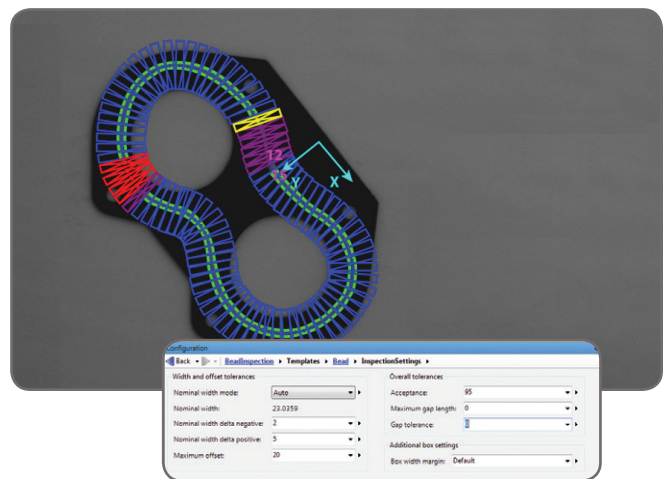 T2
Y
X
Configuration
Back BeadInspection Templates Bead InspectionSettings
Width and offset tolerances Overall tolerances
Nominal width mode: Auto Acceptance: 95
Nominal width: 23.0359 Maximum gap length: 0
Nominal width delta negative: 2 Gap tolerance:
Nominal width delta positive: 5 Additional box settings
Maximum offset: 20 Box width margin: Default